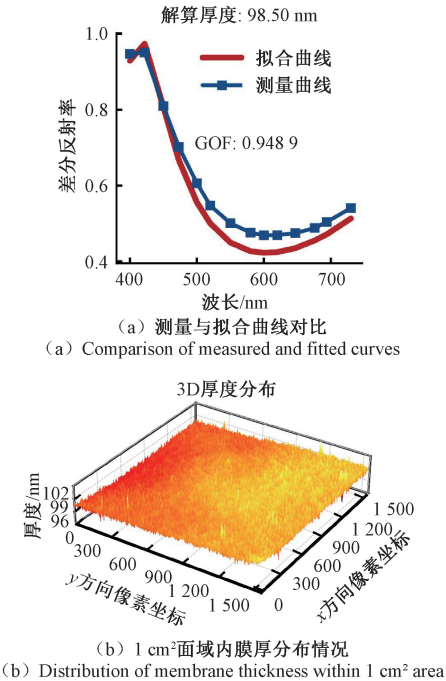 解算厚度: 98.50 nm
1.0
拟合曲线
测量曲线
0.8
GOF: 0.948 9
差分反射率
0.6
0.4
400 500 600 700
波长/nm
(a) 测量与拟合曲线对比
(a) Comparison of measured and fitted curves
3D厚度分布
厚度/nm
102
99
96
0
300
600
900
1 200
1 500
y方向像素坐标
0
300
600
900
1 200
1 500
x方向像素坐标
(b) 1 cm²面域内膜厚分布情况
(b) Distribution of membrane thickness within 1 cm² area